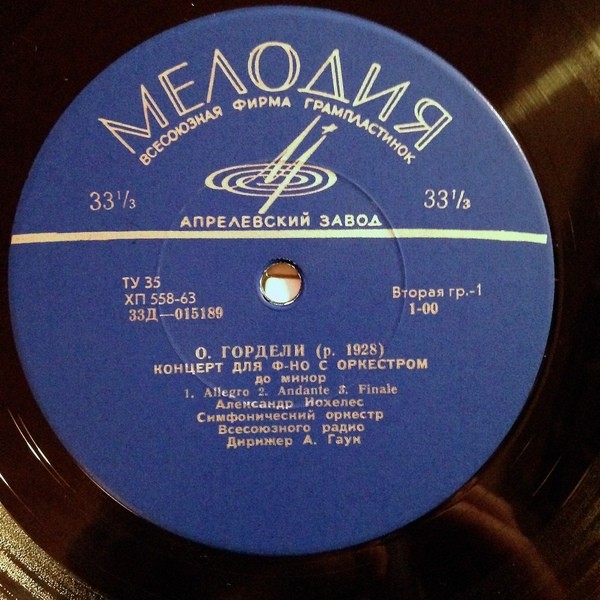 МЕЛОДИЯ
ВСЕСОЮЗНАЯ ФИРМА ГРАМПЛАСТИНОК
33⅓ 33⅓
АПРЕЛЕВСКИЙ ЗАВОД
ТУ 35
ХП 558-63
33Д—015189
Вторая гр.-1
1-00
О. ГОРДЕЛИ (р. 1928)
КОНЦЕРТ ДЛЯ Ф-НО С ОРКЕСТРОМ
до минор
1. Allegro 2. Andante 3. Finale
Александр Иохелес
Симфонический оркестр
Всесоюзного радио
Дирижер А. Гаук